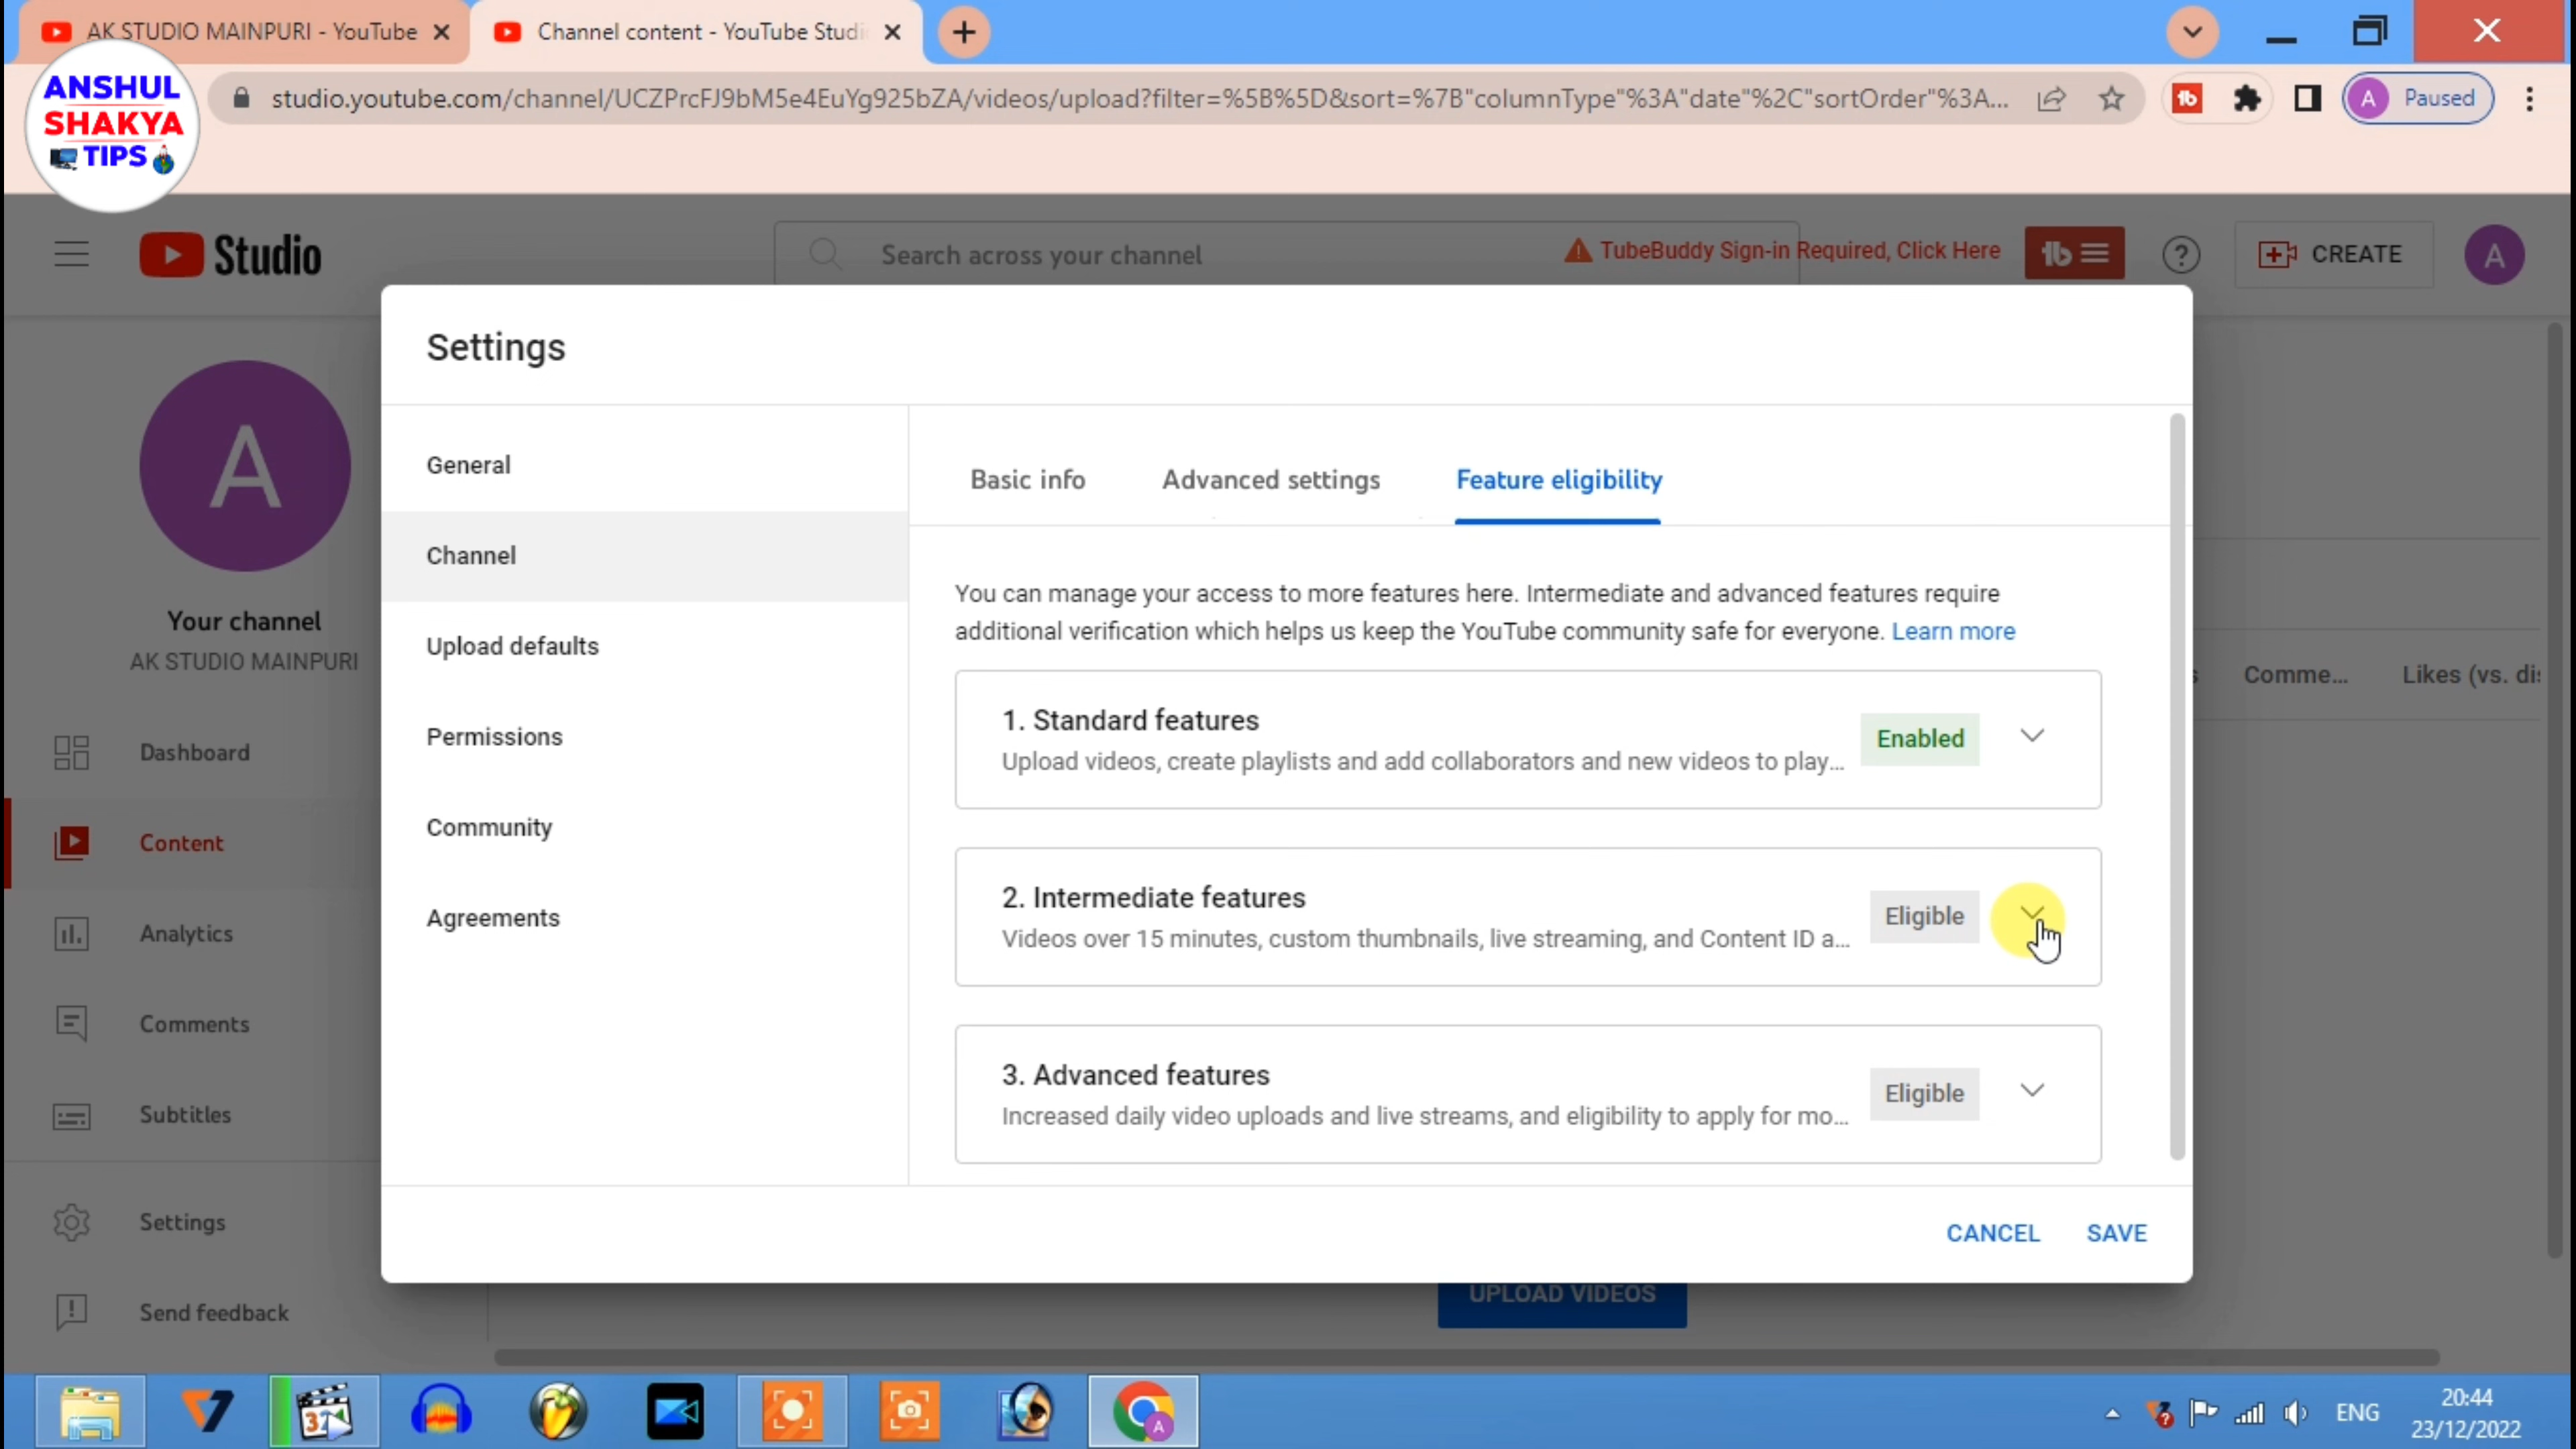 AK STUDIO MAINPURI - YouTube
Channel content - YouTube Studi
ANSHUL
SHAKYA
TIPS
studio.youtube.com/channel/UCZPrcFJ9bM5e4EuYg925bZA/videos/upload?filter=%5B%5D&sort=%7B"columnType"%3A"date"%2C"sortOrder"%3A...
A Paused
Studio
Search across your channel
TubeBuddy Sign-in Required, Click Here
tb
CREATE
A
Settings
A
Your channel
AK STUDIO MAINPURI
Dashboard
Content
Analytics
Comments
Subtitles
Settings
Send feedback
General
Channel
Upload defaults
Permissions
Community
Agreements
Basic info
Advanced settings
Feature eligibility
You can manage your access to more features here. Intermediate and advanced features require
additional verification which helps us keep the YouTube community safe for everyone. Learn more
1. Standard features
Upload videos, create playlists and add collaborators and new videos to play...
Enabled
2. Intermediate features
Videos over 15 minutes, custom thumbnails, live streaming, and Content ID a...
Eligible
3. Advanced features
Increased daily video uploads and live streams, and eligibility to apply for mo...
Eligible
CANCEL
SAVE
Comme...
Likes (vs. di
UPLOAD VIDEOS
ENG
20:44
23/12/2022